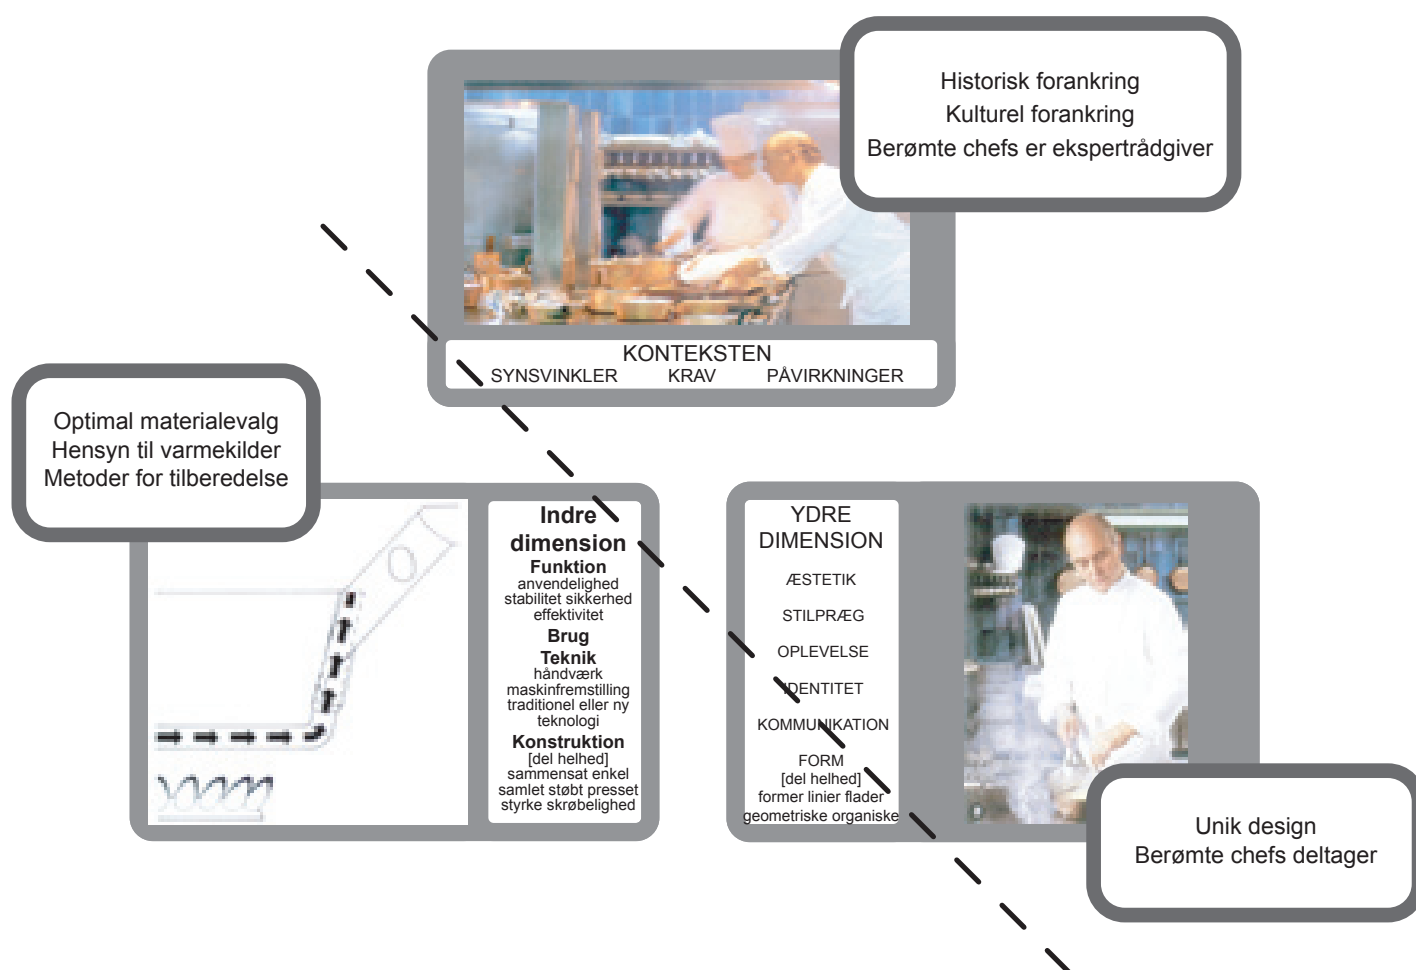 Historisk forankring
Kulturel forankring
Berømte chefs er ekspertrådgiver
KONTEKSTEN
SYNSVINKLER KRAV PÅVIRKNINGER
Optimal materialevalg
Hensyn til varmekilder
Metoder for tilberedelse
Indre
dimension
Funktion
anvendelighed
stabilitet sikkerhed
effektivitet
Brug
Teknik
håndværk
maskinfremstilling
traditionel eller ny
teknologi
Konstruktion
[del helhed]
sammensat enkel
samlet støbt presset
styrke skrøbelighed
YDRE
DIMENSION
ÆSTETIK
STILPRÆG
OPLEVELSE
IDENTITET
KOMMUNIKATION
FORM
[del helhed]
former linier flader
geometriske organiske
Unik design
Berømte chefs deltager